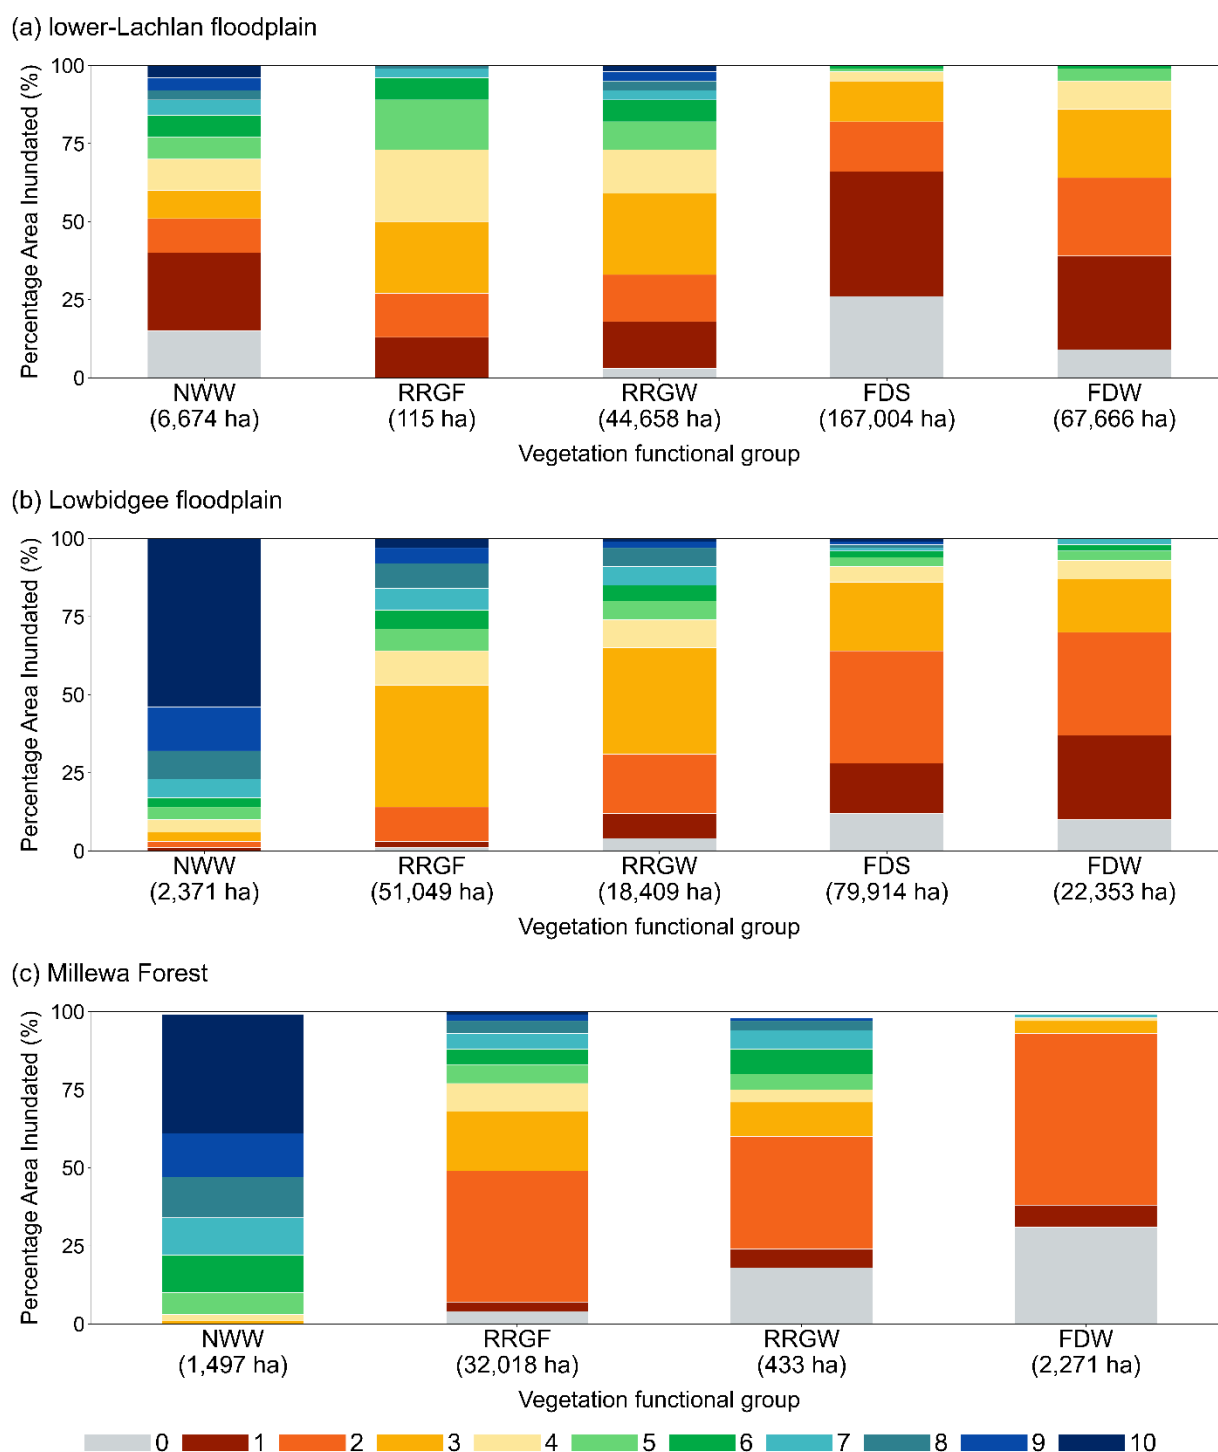 (a) lower-Lachlan floodplain
Percentage Area Inundated (%)
100
75
50
25
0
NWW RRGF RRGW FDS FDW
(6,674 ha) (115 ha) (44,658 ha) (167,004 ha) (67,666 ha)
Vegetation functional group
(b) Lowbidgee floodplain
Percentage Area Inundated (%)
100
75
50
25
0
NWW RRGF RRGW FDS FDW
(2,371 ha) (51,049 ha) (18,409 ha) (79,914 ha) (22,353 ha)
Vegetation functional group
(c) Millewa Forest
Percentage Area Inundated (%)
100
75
50
25
0
NWW RRGF RRGW FDW
(1,497 ha) (32,018 ha) (433 ha) (2,271 ha)
Vegetation functional group
0 1 2 3 4 5 6 7 8 9 10